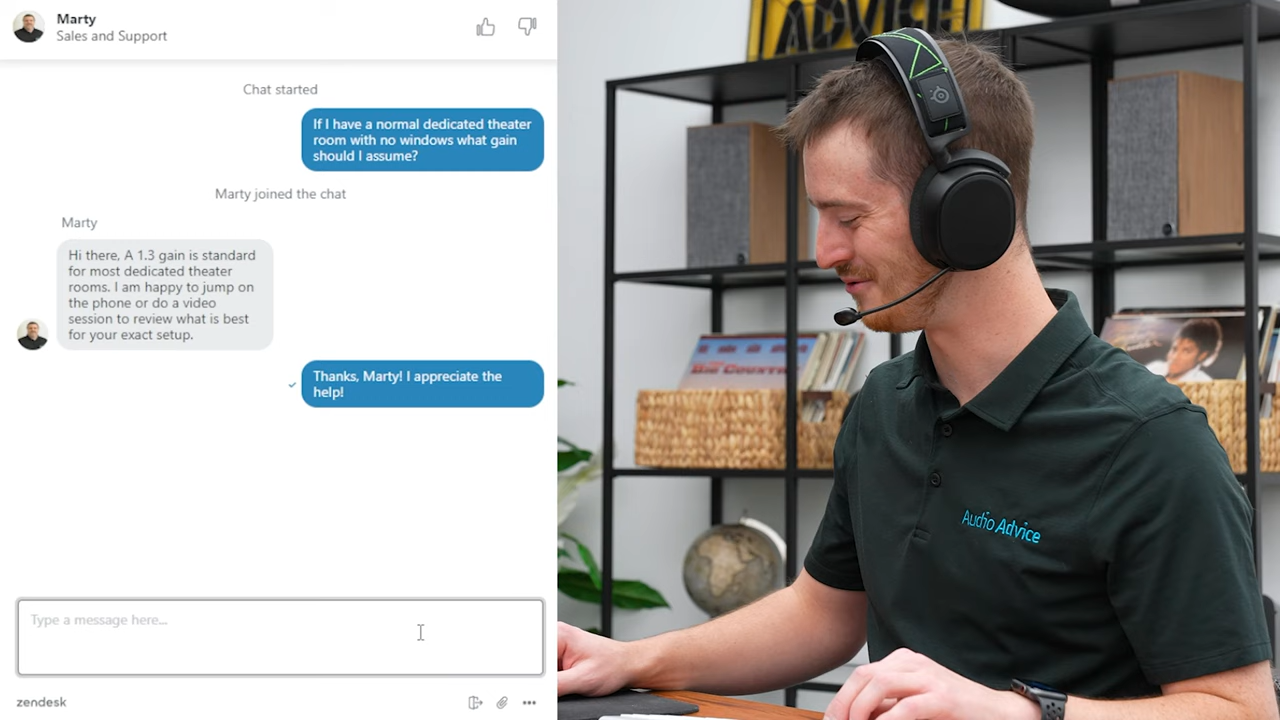 Marty
Sales and Support
Chat started
If I have a normal dedicated theater
room with no windows what gain
should I assume?
Marty joined the chat
Marty
Hi there, A 1.3 gain is standard
for most dedicated theater
rooms. I am happy to jump on
the phone or do a video
session to review what is best
for your exact setup.
Thanks, Marty! I appreciate the
help!
Type a message here...
zendesk
ADVICE
BIG COUNTRY
Audio Advice